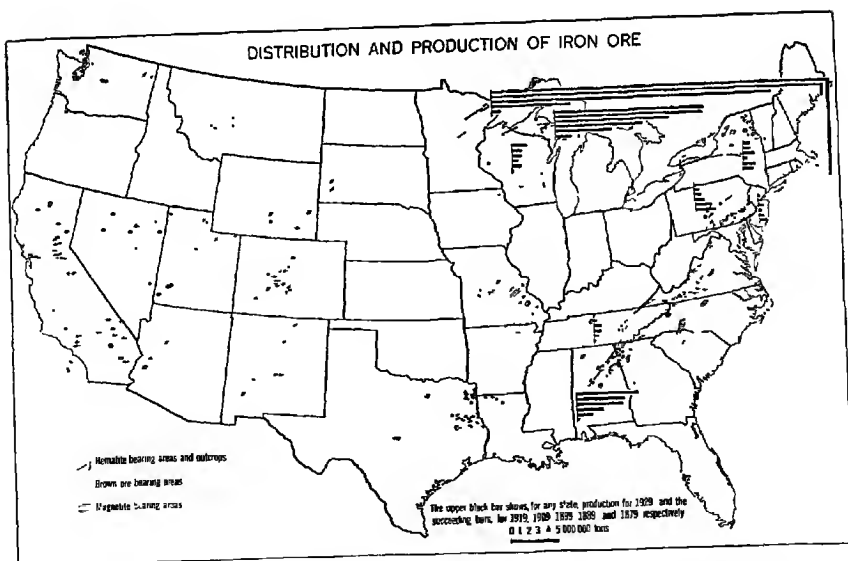 DISTRIBUTION AND PRODUCTION OF IRON ORE
Hematite bearing areas and outcrops
Brown ore bearing areas
Magnetite bearing areas
The upper black bar shows, for any state, production for 1929 and the
succeeding bars, for 1919, 1909 1899 1889 and 1879 respectively
0 1 2 3 4 5 000 000 tons